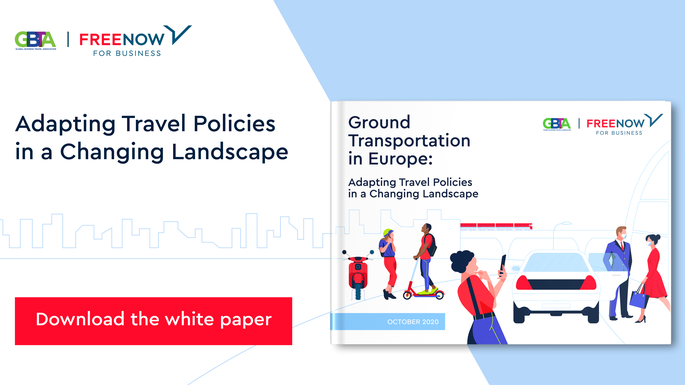 GBTA | FREENOW
FOR BUSINESS
Adapting Travel Policies
in a Changing Landscape
Download the white paper
Ground
Transportation
in Europe:
Adapting Travel Policies
in a Changing Landscape
GBTA | FREENOW
FOR BUSINESS
OCTOBER 2020